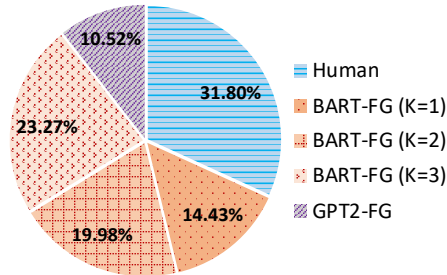 10.52%
31.80%
23.27%
14.43%
19.98%
Human
BART-FG (K=1)
BART-FG (K=2)
BART-FG (K=3)
GPT2-FG